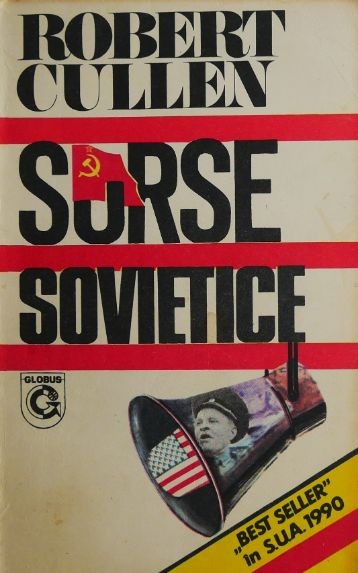 ROBERT
CULLEN
SURSE
SOVIETICE
GLOBUS
„BEST SELLER”
în S.U.A. 1990